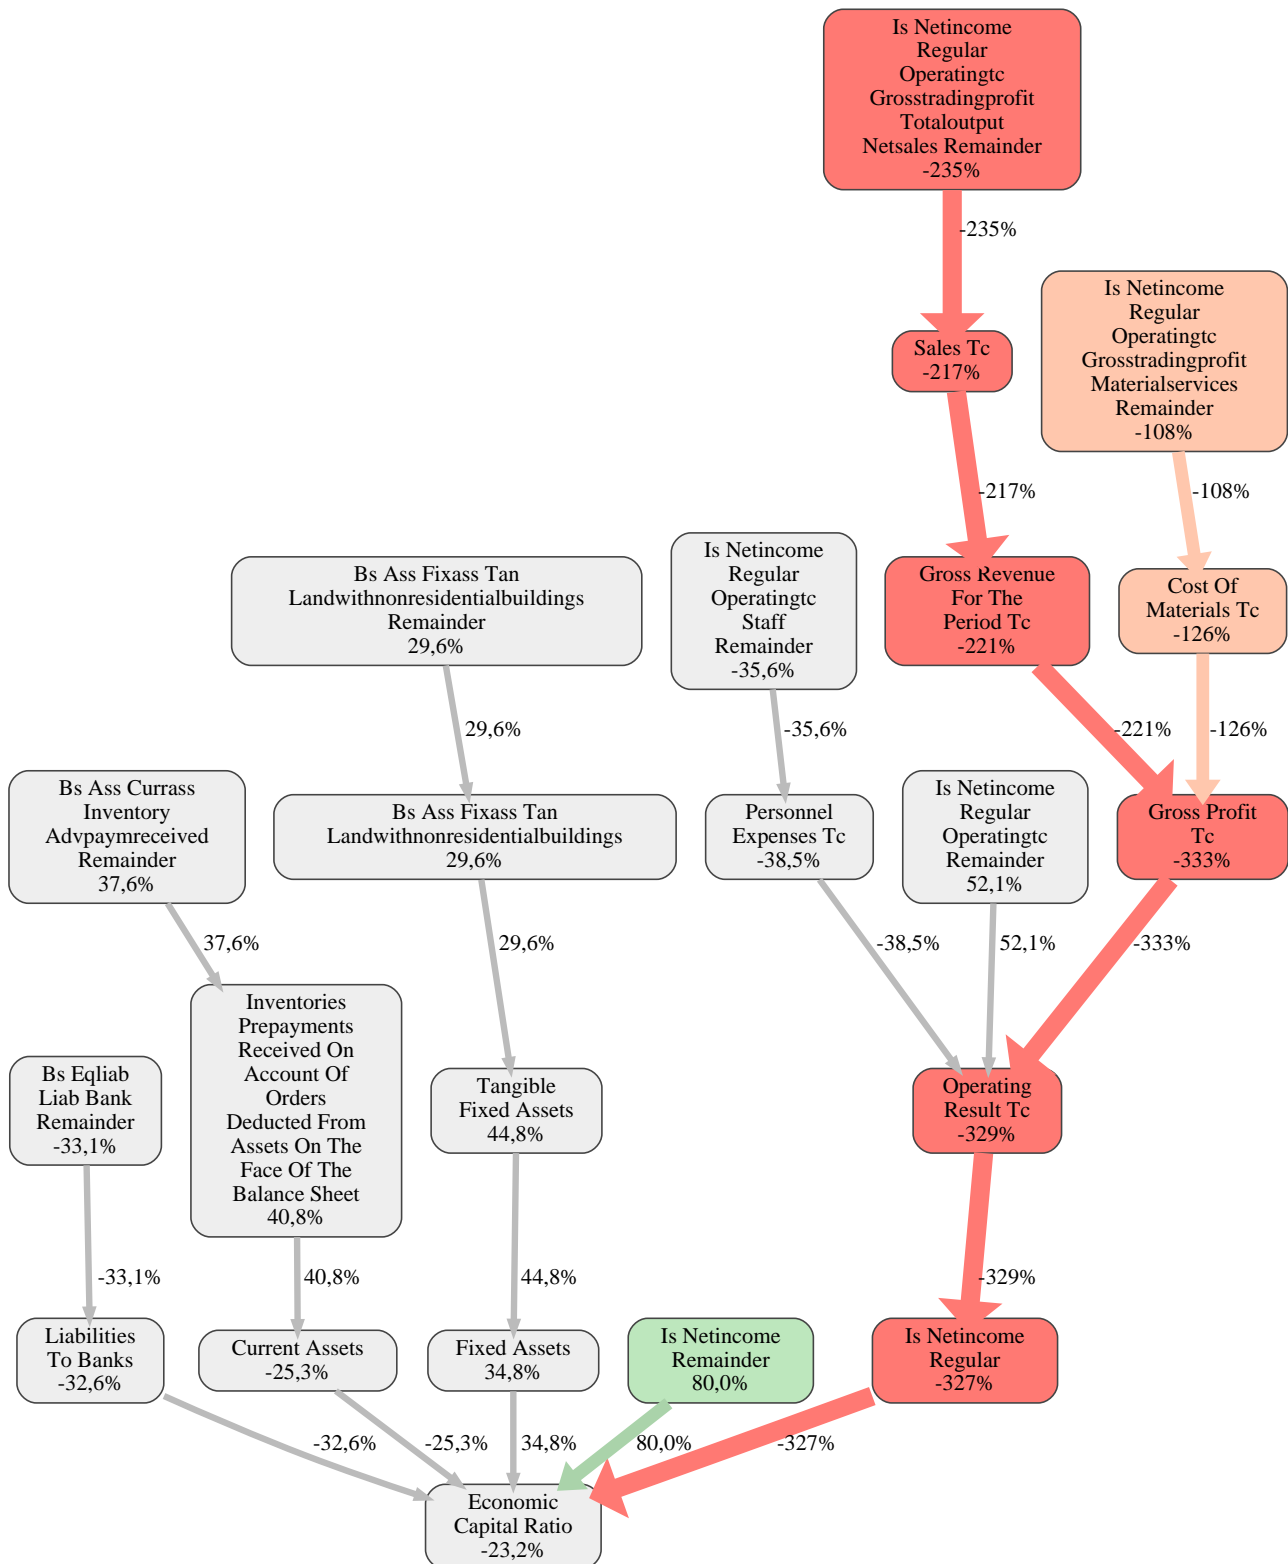 Is Netincome
Regular
Operatingtc
Grosstradingprofit
Totaloutput
Netsales Remainder
-235%
-235%
Is Netincome
Regular
Operatingtc
Grosstradingprofit
Materialservices
Remainder
-108%
Sales Tc
-217%
-217%
-108%
Is Netincome
Regular
Operatingtc
Staff
Remainder
-35,6%
Bs Ass Fixass Tan
Landwithnonresidentialbuildings
Remainder
29,6%
Gross Revenue
For The
Period Tc
-221%
Cost Of
Materials Tc
-126%
29,6%
-35,6%
-221%
-126%
Bs Ass Currass
Inventory
Advpaymreceived
Remainder
37,6%
Bs Ass Fixass Tan
Landwithnonresidentialbuildings
29,6%
Personnel
Expenses Tc
-38,5%
Is Netincome
Regular
Operatingtc
Remainder
52,1%
Gross Profit
Tc
-333%
37,6%
29,6%
-38,5%
52,1%
-333%
Bs Eqliab
Liab Bank
Remainder
-33,1%
Inventories
Prepayments
Received On
Account Of
Orders
Deducted From
Assets On The
Face Of The
Balance Sheet
40,8%
Tangible
Fixed Assets
44,8%
Operating
Result Tc
-329%
-33,1%
40,8%
44,8%
-329%
Liabilities
To Banks
-32,6%
Current Assets
-25,3%
Fixed Assets
34,8%
Is Netincome
Remainder
80,0%
Is Netincome
Regular
-327%
-32,6%
-25,3%
34,8%
80,0%
-327%
Economic
Capital Ratio
-23,2%